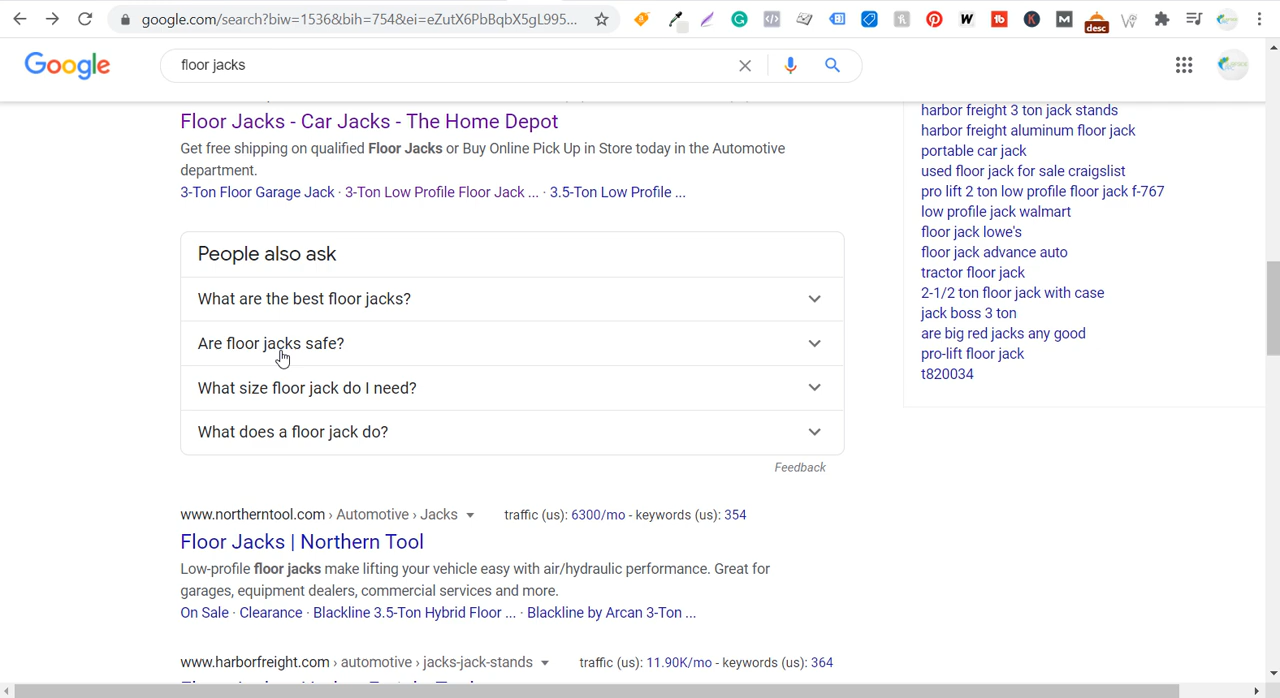 google.com/search?biw=1536&bih=754&ei=eZutX6PbBqbX5gL995...
desc
Google
floor jacks
Floor Jacks - Car Jacks - The Home Depot
Get free shipping on qualified Floor Jacks or Buy Online Pick Up in Store today in the Automotive
department.
3-Ton Floor Garage Jack · 3-Ton Low Profile Floor Jack ... · 3.5-Ton Low Profile ...
People also ask
What are the best floor jacks?
Are floor jacks safe?
What size floor jack do I need?
What does a floor jack do?
Feedback
www.northerntool.com › Automotive › Jacks
traffic (us): 6300/mo - keywords (us): 354
Floor Jacks | Northern Tool
Low-profile floor jacks make lifting your vehicle easy with air/hydraulic performance. Great for
garages, equipment dealers, commercial services and more.
On Sale · Clearance · Blackline 3.5-Ton Hybrid Floor ... · Blackline by Arcan 3-Ton ...
www.harborfreight.com › automotive › jacks-jack-stands
traffic (us): 11.90K/mo - keywords (us): 364
harbor freight 3 ton jack stands
harbor freight aluminum floor jack
portable car jack
used floor jack for sale craigslist
pro lift 2 ton low profile floor jack f-767
low profile jack walmart
floor jack lowe's
floor jack advance auto
tractor floor jack
2-1/2 ton floor jack with case
jack boss 3 ton
are big red jacks any good
pro-lift floor jack
t820034